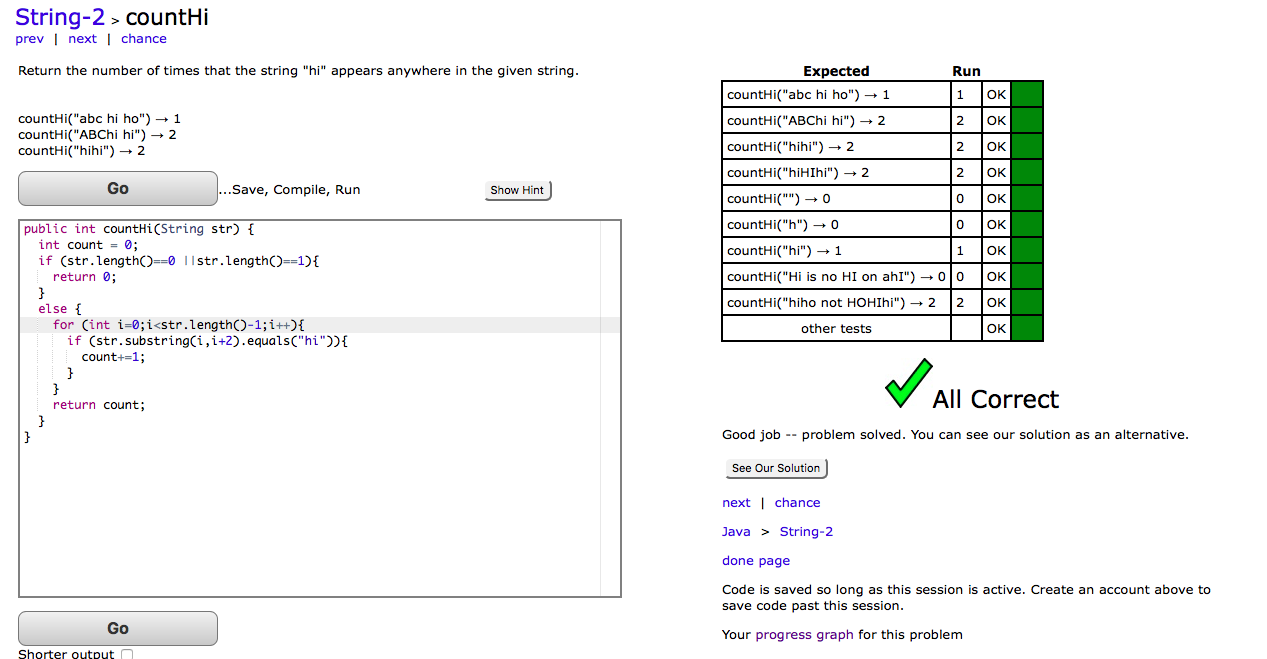 String-2 > countHi
prev | next | chance
Return the number of times that the string "hi" appears anywhere in the given string.
countHi("abc hi ho") → 1
countHi("ABChi hi") → 2
countHi("hihi") → 2
Go ...Save, Compile, Run Show Hint
public int countHi(String str) {
int count = 0;
if (str.length()==0 ||str.length()==1){
return 0;
}
else {
for (int i=0;i<str.length()-1;i++){
if (str.substring(i,i+2).equals("hi")){
count+=1;
}
}
return count;
}
}
Go
Shorter output
Expected Run
countHi("abc hi ho") → 1 1 OK
countHi("ABChi hi") → 2 2 OK
countHi("hihi") → 2 2 OK
countHi("hiHIhi") → 2 2 OK
countHi("") → 0 0 OK
countHi("h") → 0 0 OK
countHi("hi") → 1 1 OK
countHi("Hi is no HI on ahI") → 0 0 OK
countHi("hiho not HOHIhi") → 2 2 OK
other tests OK
All Correct
Good job -- problem solved. You can see our solution as an alternative.
See Our Solution
next | chance
Java > String-2
done page
Code is saved so long as this session is active. Create an account above to
save code past this session.
Your progress graph for this problem